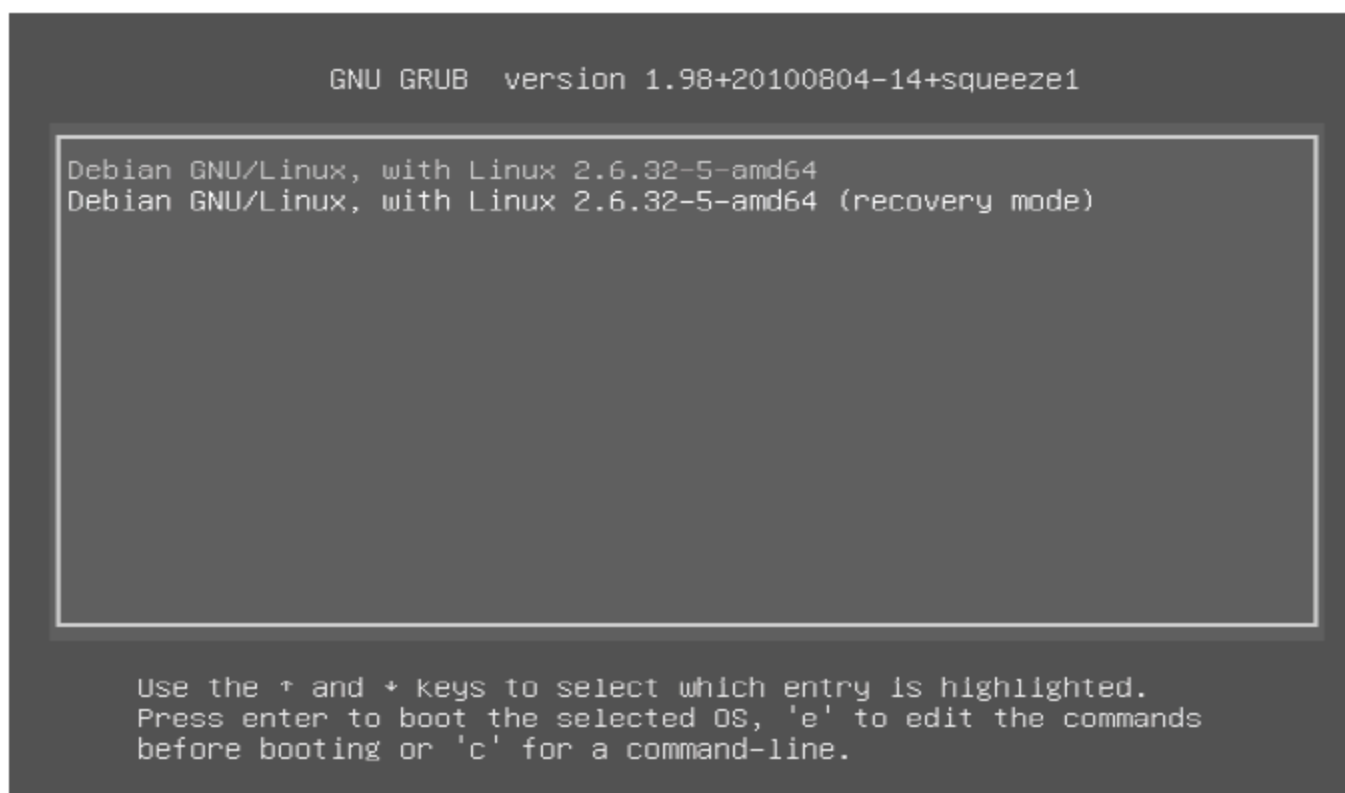 GNU GRUB  version 1.98+20100804-14+squeeze1
Debian GNU/Linux, with Linux 2.6.32-5-amd64
Debian GNU/Linux, with Linux 2.6.32-5-amd64 (recovery mode)
Use the ↑ and ↓ keys to select which entry is highlighted.
Press enter to boot the selected OS, 'e' to edit the commands
before booting or 'c' for a command-line.